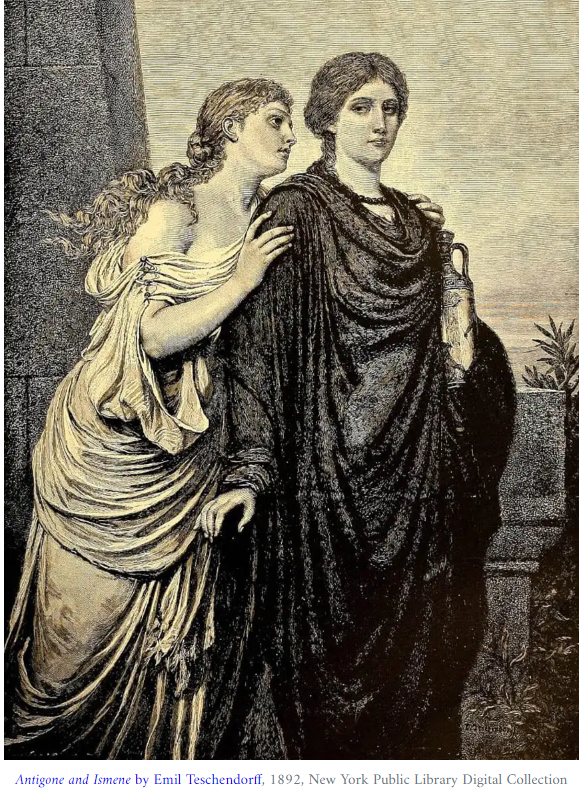 Antigone and Ismene by Emil Teschendorff, 1892, New York Public Library Digital Collection